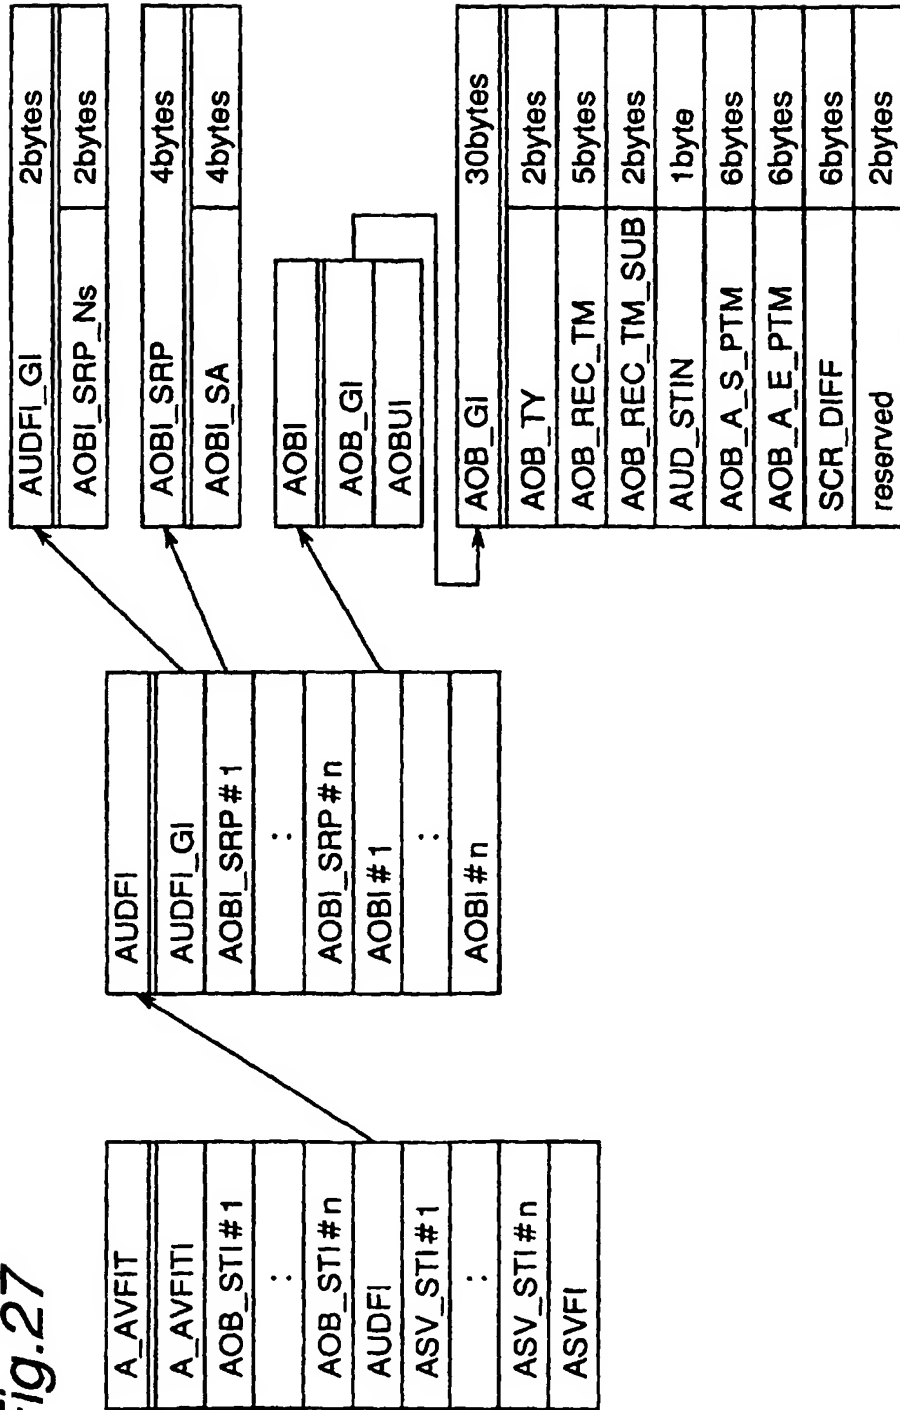 Fig.27
A_AVFIT
A_AVFITI
AOB_STI#1
:
AOB_STI#n
AUDFI
ASV_STI#1
:
ASV_STI#n
ASVFI
AUDFI
AUDFI_GI
AOBI_SRP#1
:
AOBI_SRP#n
AOBI#1
:
AOBI#n
AUDFI_GI 2bytes
AOBI_SRP_Ns 2bytes
AOBI_SRP 4bytes
AOBI_SA 4bytes
AOBI
AOB_GI
AOBUI
AOB_GI 30bytes
AOB_TY 2bytes
AOB_REC_TM 5bytes
AOB_REC_TM_SUB 2bytes
AUD_STIN 1byte
AOB_A_S_PTM 6bytes
AOB_A_E_PTM 6bytes
SCR_DIFF 6bytes
reserved 2bytes